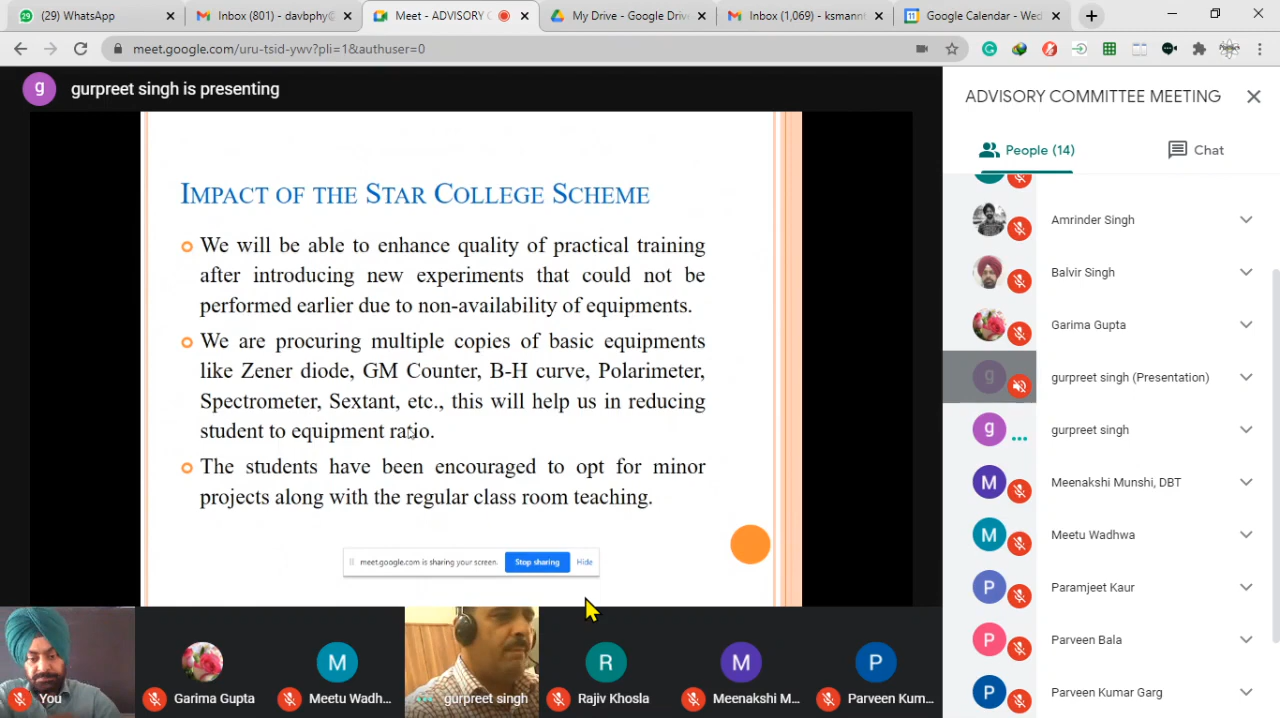 (29) WhatsApp
Inbox (801) - davbphy@
Meet - ADVISORY C
My Drive - Google Driv
Inbox (1,069) - ksmannf
Google Calendar - Wed
meet.google.com/uru-tsid-ywv?pli=1&authuser=0
g
gurpreet singh is presenting
ADVISORY COMMITTEE MEETING
People (14)
Chat
IMPACT OF THE STAR COLLEGE SCHEME
We will be able to enhance quality of practical training
after introducing new experiments that could not be
performed earlier due to non-availability of equipments.
We are procuring multiple copies of basic equipments
like Zener diode, GM Counter, B-H curve, Polarimeter,
Spectrometer, Sextant, etc., this will help us in reducing
student to equipment ratio.
The students have been encouraged to opt for minor
projects along with the regular class room teaching.
meet.google.com is sharing your screen.
Stop sharing
Hide
Amrinder Singh
Balvir Singh
Garima Gupta
g
gurpreet singh (Presentation)
g
gurpreet singh
M
Meenakshi Munshi, DBT
M
Meetu Wadhwa
P
Paramjeet Kaur
P
Parveen Bala
P
Parveen Kumar Garg
You
Garima Gupta
M
Meetu Wadh...
gurpreet singh
R
Rajiv Khosla
M
Meenakshi M...
P
Parveen Kum...